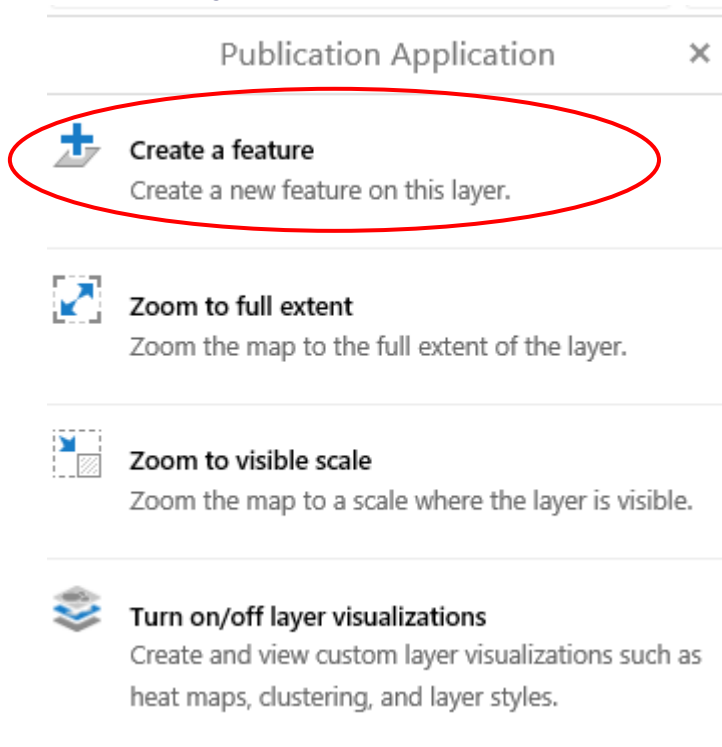 Publication Application
Create a feature
Create a new feature on this layer.
Zoom to full extent
Zoom the map to the full extent of the layer.
Zoom to visible scale
Zoom the map to a scale where the layer is visible.
Turn on/off layer visualizations
Create and view custom layer visualizations such as
heat maps, clustering, and layer styles.